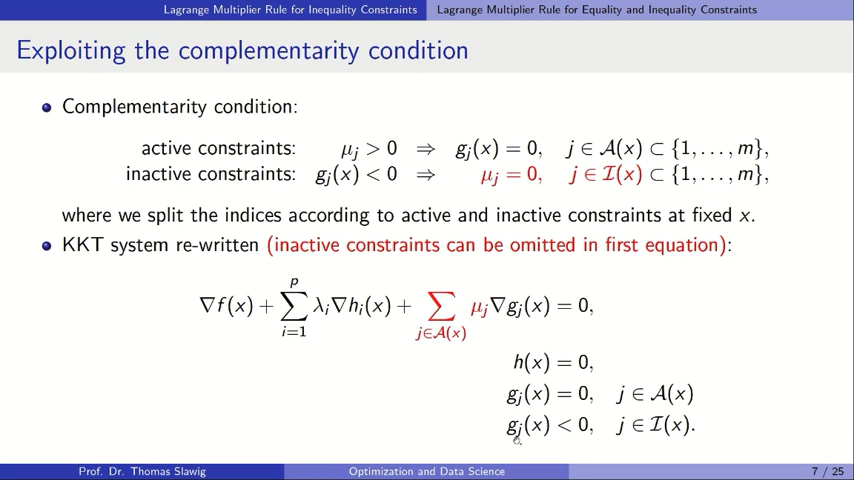 Lagrange Multiplier Rule for Inequality Constraints Lagrange Multiplier Rule for Equality and Inequality Constraints
Exploiting the complementarity condition
Complementarity condition:
active constraints: μ_j > 0 ⇒ g_j(x) = 0, j ∈ 𝒜(x) ⊂ {1, . . . , m},
inactive constraints: g_j(x) < 0 ⇒ μ_j = 0, j ∈ ℐ(x) ⊂ {1, . . . , m},
where we split the indices according to active and inactive constraints at fixed x.
KKT system re-written (inactive constraints can be omitted in first equation):
∇f(x) + ∑_{i=1}^{p} λ_i∇h_i(x) + ∑_{j∈𝒜(x)} μ_j∇g_j(x) = 0,
h(x) = 0,
g_j(x) = 0, j ∈ 𝒜(x)
g_j(x) < 0, j ∈ ℐ(x).
Prof. Dr. Thomas Slawig Optimization and Data Science 7 / 25